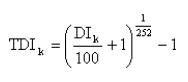 TDI_k = (DI_k/100 + 1)^(1/252) − 1